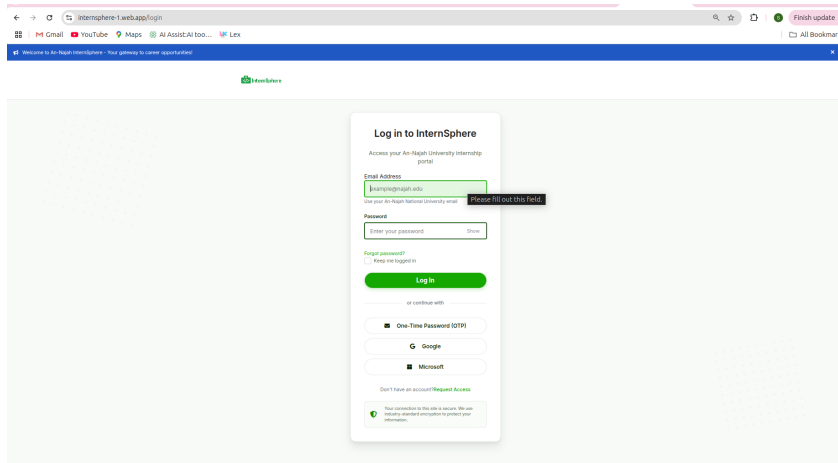 internsphere-1.web.app/login
S
Finish update
Gmail
YouTube
Maps
AI Assist:AI too...
Lex
All Bookmar
Welcome to An-Najah InternSphere - Your gateway to career opportunities!
InternSphere
Log in to InternSphere
Access your An-Najah University internship
portal
Email Address
example@najah.edu
Please fill out this field.
Use your An-Najah National University email
Password
Enter your password
Show
Forgot password?
Keep me logged in
Log In
or continue with
One-Time Password (OTP)
G Google
Microsoft
Don't have an account?Request Access
Your connection to this site is secure. We use
industry-standard encryption to protect your
information.